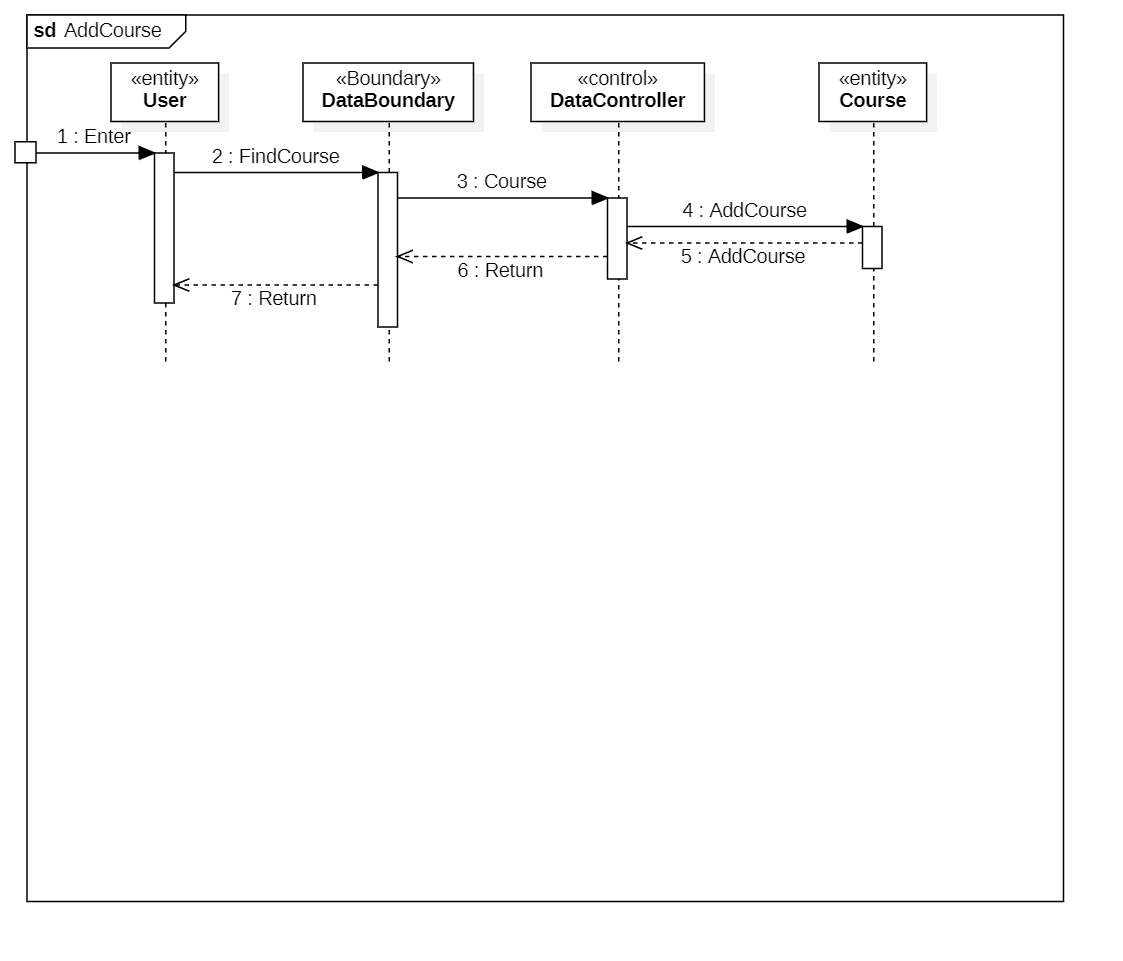 sd AddCourse
«entity»
User
«Boundary»
DataBoundary
«control»
DataController
«entity»
Course
1 : Enter
2 : FindCourse
3 : Course
4 : AddCourse
5 : AddCourse
6 : Return
7 : Return